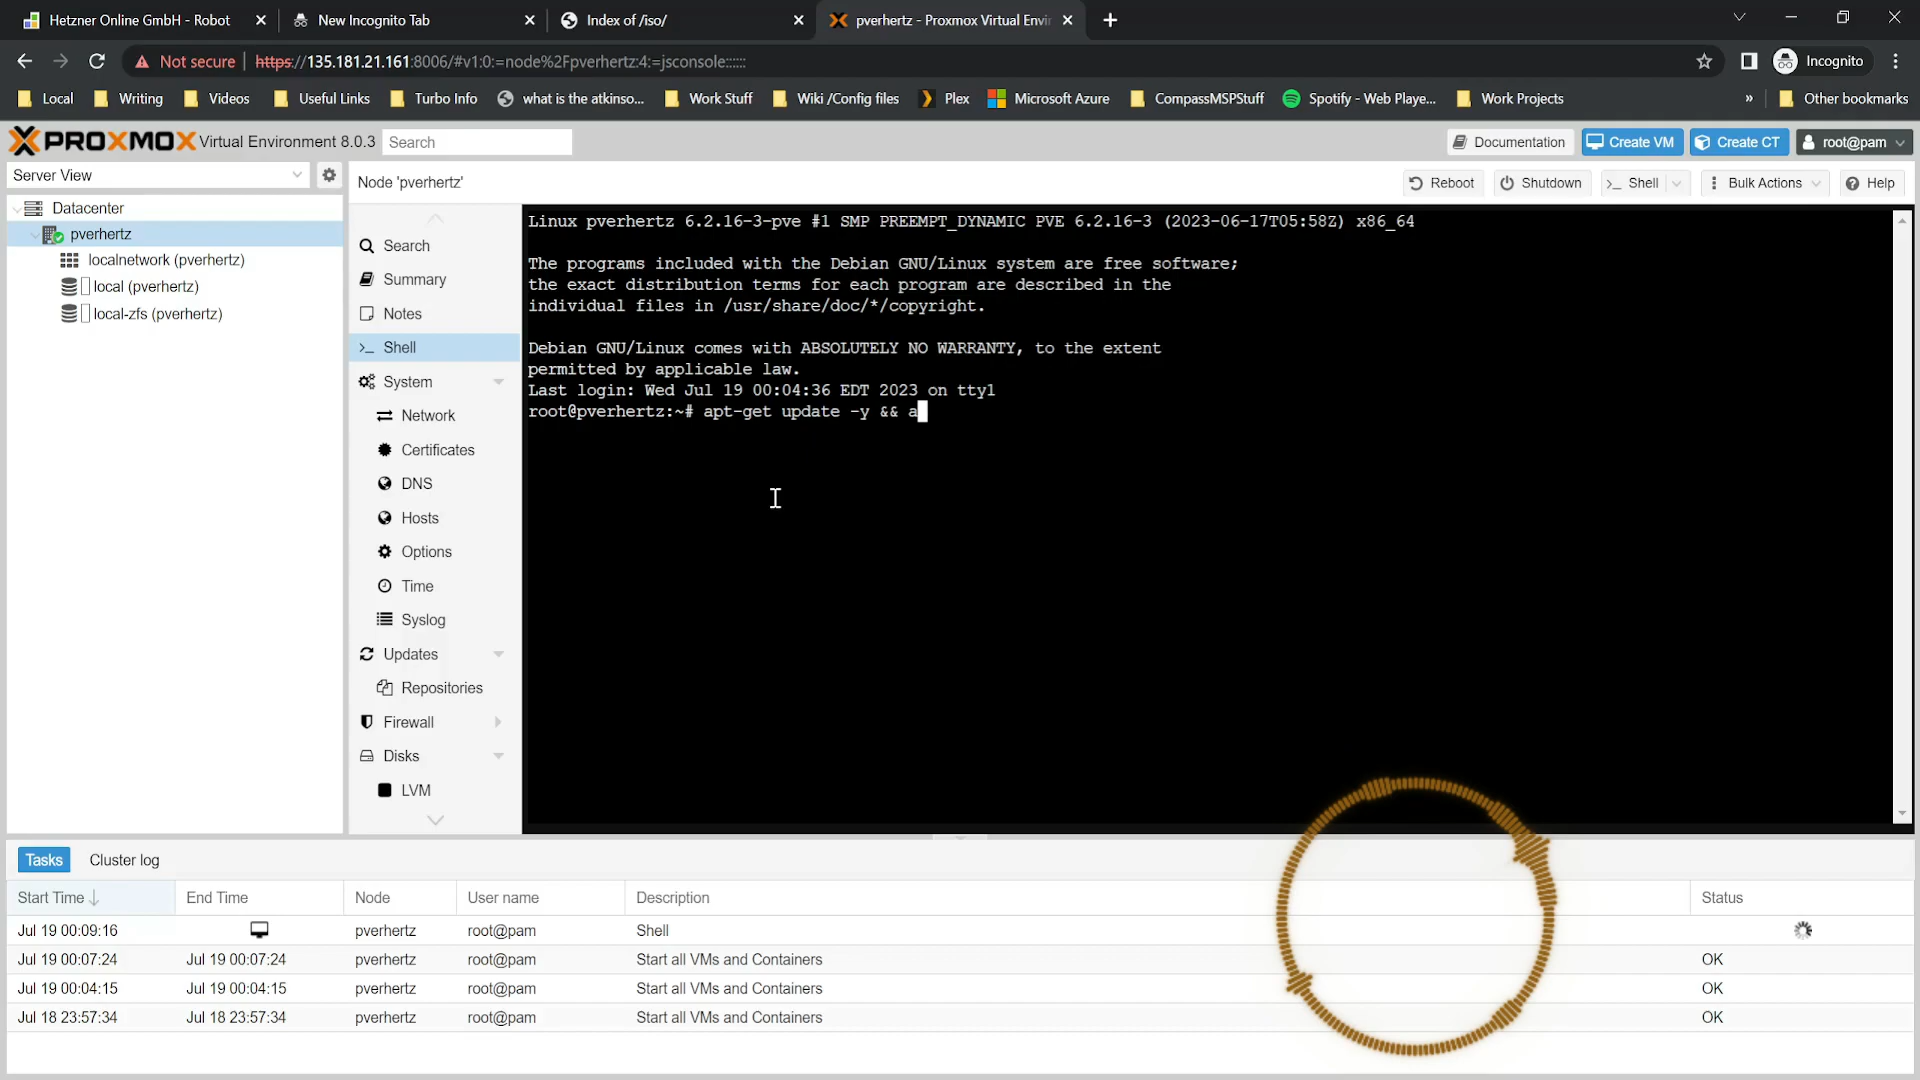 Hetzner Online GmbH - Robot
New Incognito Tab
Index of /iso/
pverhertz - Proxmox Virtual Envir
Not secure
https://135.181.21.161:8006/#v1:0:=node%2Fpverhertz:4:=jsconsole::::::
Incognito
Local
Writing
Videos
Useful Links
Turbo Info
what is the atkinso...
Work Stuff
Wiki /Config files
Plex
Microsoft Azure
CompassMSPStuff
Spotify - Web Playe...
Work Projects
»
Other bookmarks
PROXMOX Virtual Environment 8.0.3
Search
Documentation
Create VM
Create CT
root@pam
Server View
Node 'pverhertz'
Reboot
Shutdown
Shell
Bulk Actions
Help
Datacenter
pverhertz
localnetwork (pverhertz)
local (pverhertz)
local-zfs (pverhertz)
Search
Summary
Notes
Shell
System
Network
Certificates
DNS
Hosts
Options
Time
Syslog
Updates
Repositories
Firewall
Disks
LVM
Linux pverhertz 6.2.16-3-pve #1 SMP PREEMPT_DYNAMIC PVE 6.2.16-3 (2023-06-17T05:58Z) x86_64
The programs included with the Debian GNU/Linux system are free software;
the exact distribution terms for each program are described in the
individual files in /usr/share/doc/*/copyright.
Debian GNU/Linux comes with ABSOLUTELY NO WARRANTY, to the extent
permitted by applicable law.
Last login: Wed Jul 19 00:04:36 EDT 2023 on tty1
root@pverhertz:~# apt-get update -y && a
Tasks
Cluster log
Start Time End Time Node User name Description Status
Jul 19 00:09:16 pverhertz root@pam Shell
Jul 19 00:07:24 Jul 19 00:07:24 pverhertz root@pam Start all VMs and Containers OK
Jul 19 00:04:15 Jul 19 00:04:15 pverhertz root@pam Start all VMs and Containers OK
Jul 18 23:57:34 Jul 18 23:57:34 pverhertz root@pam Start all VMs and Containers OK